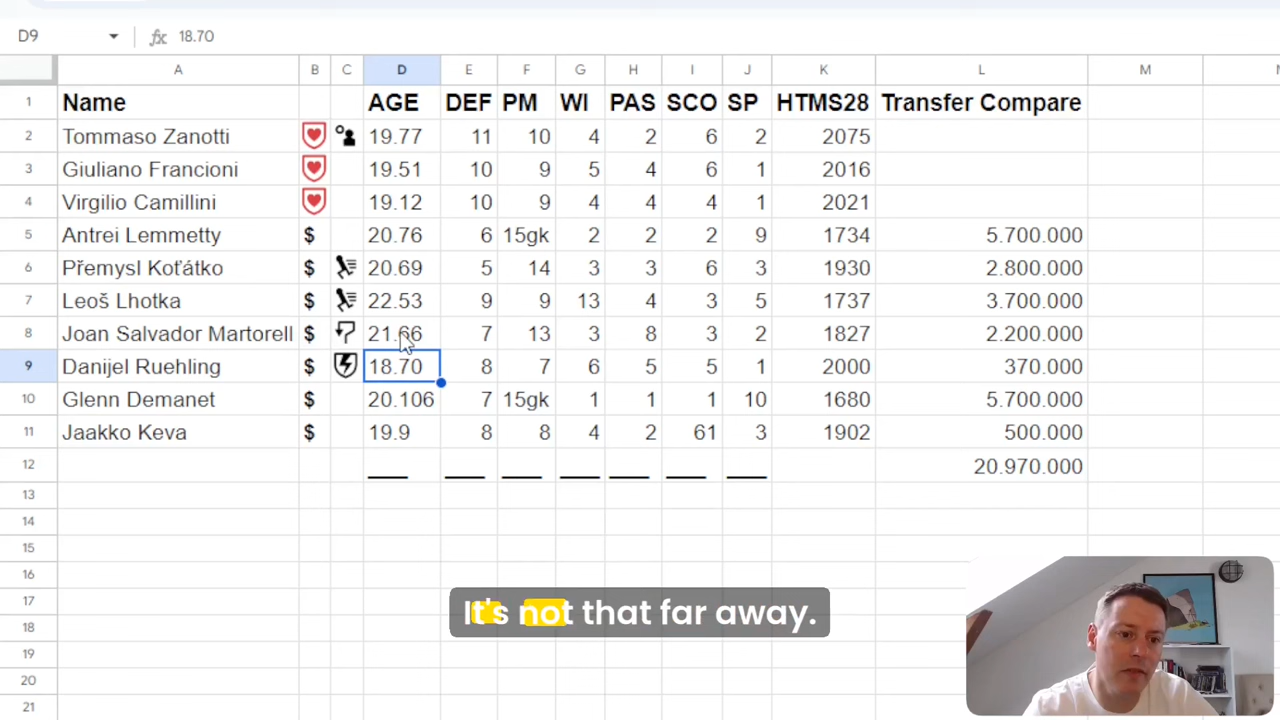 D9 fx 18.70
A B C D E F G H I J K L M
1 Name AGE DEF PM WI PAS SCO SP HTMS28 Transfer Compare
2 Tommaso Zanotti 19.77 11 10 4 2 6 2 2075
3 Giuliano Francioni 19.51 10 9 5 4 6 1 2016
4 Virgilio Camillini 19.12 10 9 4 4 4 1 2021
5 Antrei Lemmetty $ 20.76 6 15gk 2 2 2 9 1734 5.700.000
6 Přemysl Koťátko $ 20.69 5 14 3 3 6 3 1930 2.800.000
7 Leoš Lhotka $ 22.53 9 9 13 4 3 5 1737 3.700.000
8 Joan Salvador Martorell $ 21.66 7 13 3 8 3 2 1827 2.200.000
9 Danijel Ruehling $ 18.70 8 7 6 5 5 1 2000 370.000
10 Glenn Demanet $ 20.106 7 15gk 1 1 1 10 1680 5.700.000
11 Jaakko Keva $ 19.9 8 8 4 2 61 3 1902 500.000
12 20.970.000
13
14
15
16
17
18
19
20
21
It's not that far away.